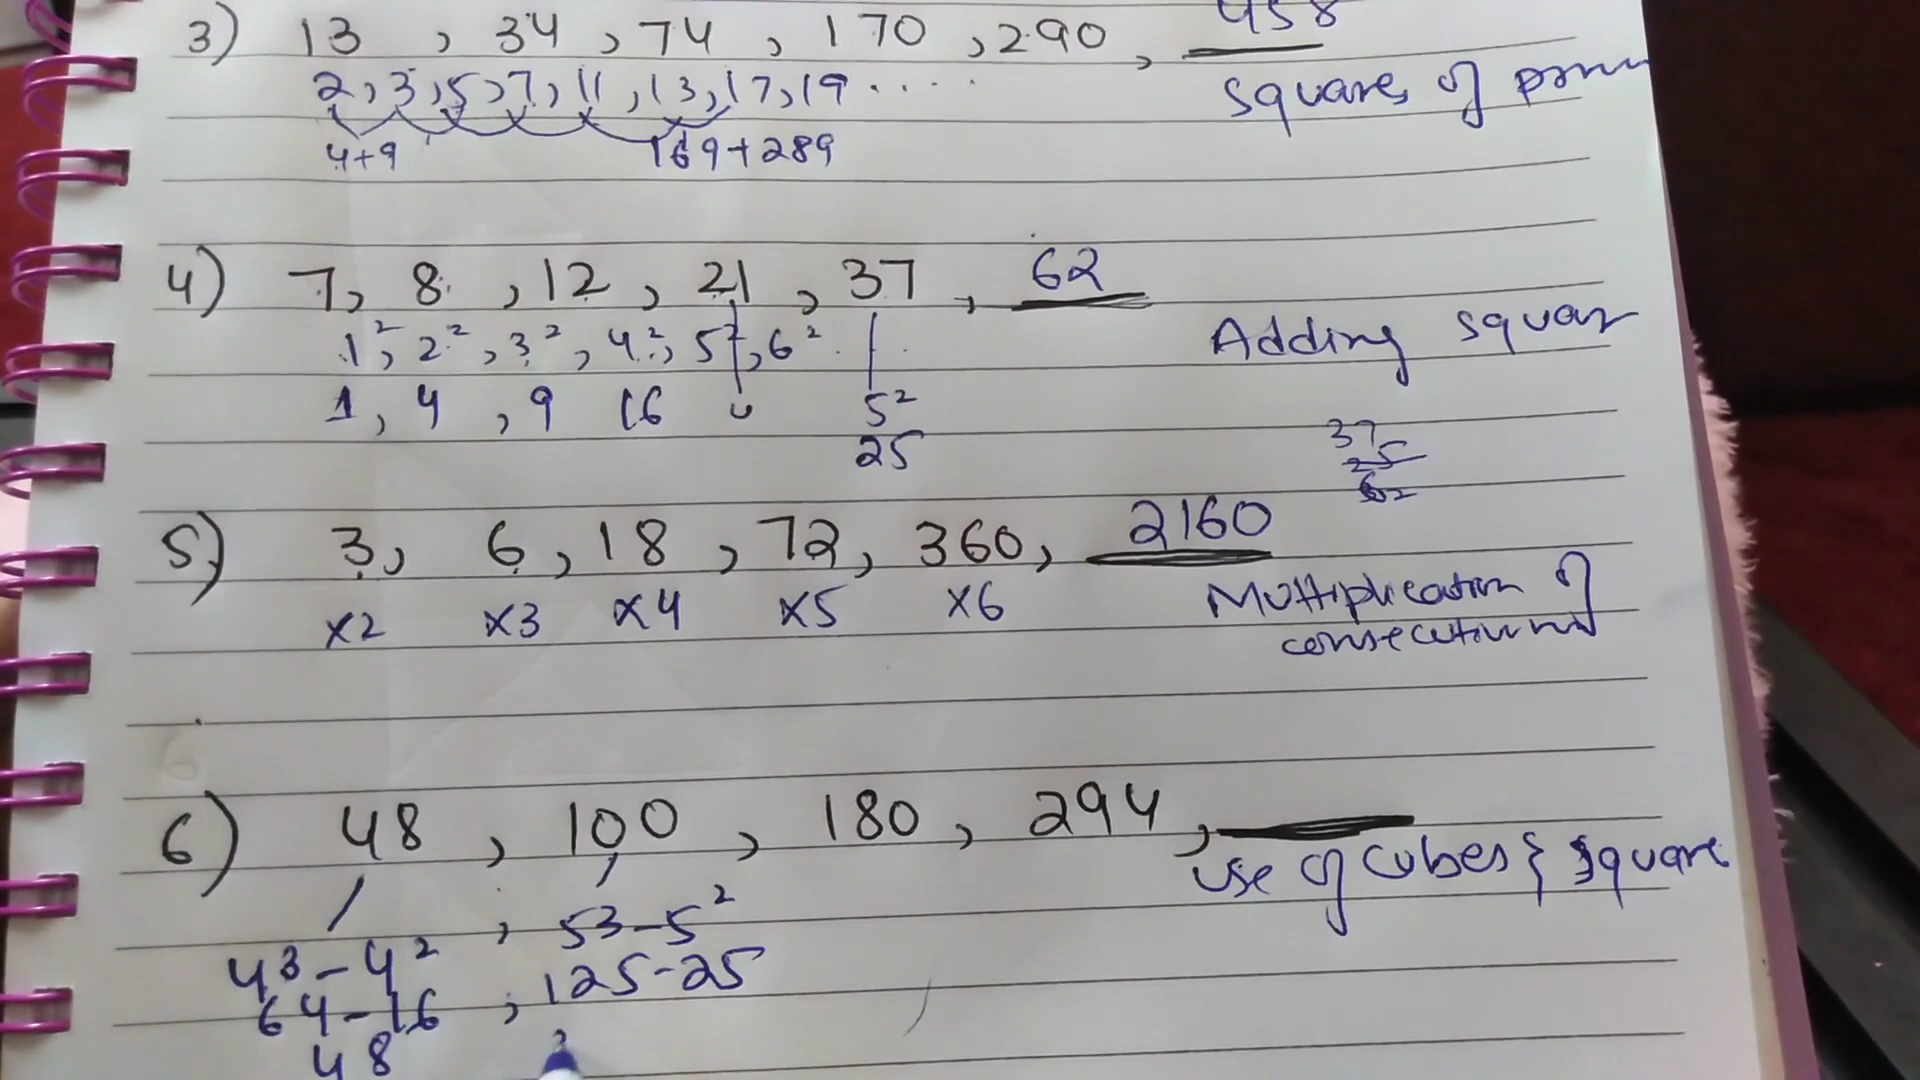 3) 13 , 34 , 74 , 170 , 290 , 458
2,3,5,7,11,13,17,19 ....
Squares of
4+9 169+289
4) 7, 8 , 12 , 21 , 37 , 62
1², 2² , 3² , 4², 5², 6²
Adding squar
1, 4 , 9 16 5²
25
37
25
62
5) 3, 6, 18 , 72, 360, 2160
×2 ×3 ×4 ×5 ×6
Multiplication of
6) 48 , 100 , 180 , 294 ,
use of cubes & square
4³-4² , 5³-5²
64-16 , 125-25
48